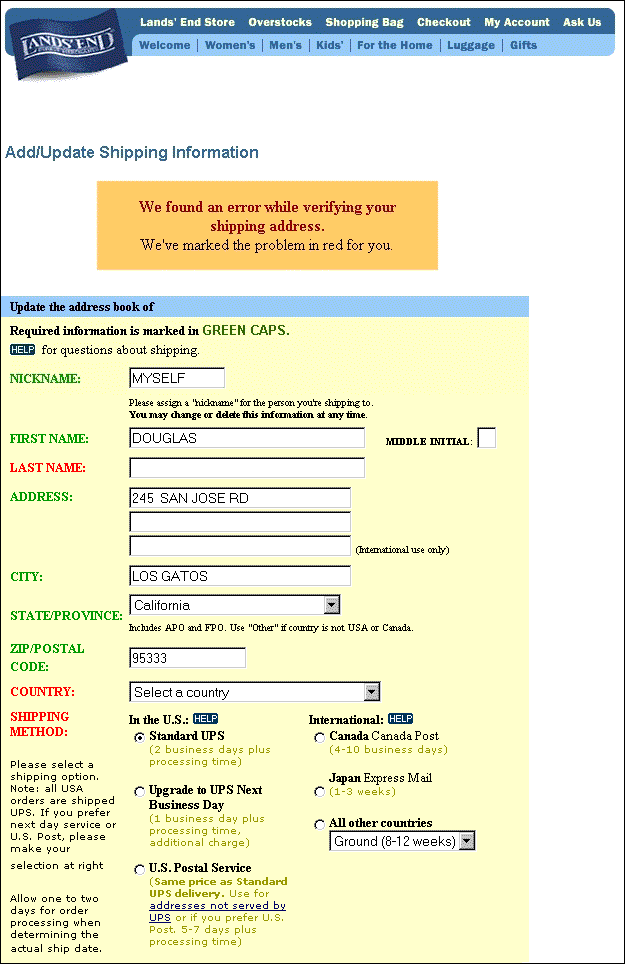 Lands' End Store Overstocks Shopping Bag Checkout My Account Ask Us
LANDS' END
Welcome Women's Men's Kids' For the Home Luggage Gifts
Add/Update Shipping Information
We found an error while verifying your
shipping address.
We've marked the problem in red for you.
Update the address book of
Required information is marked in GREEN CAPS.
HELP for questions about shipping.
NICKNAME: MYSELF
Please assign a "nickname" for the person you're shipping to.
You may change or delete this information at any time.
FIRST NAME: DOUGLAS MIDDLE INITIAL:
LAST NAME:
ADDRESS: 245 SAN JOSE RD
(International use only)
CITY: LOS GATOS
STATE/PROVINCE: California
Includes APO and FPO. Use "Other" if country is not USA or Canada.
ZIP/POSTAL
CODE: 95333
COUNTRY: Select a country
SHIPPING
METHOD:
Please select a
shipping option.
Note: all USA
orders are shipped
UPS. If you prefer
next day service or
U.S. Post, please
make your
selection at right
Allow one to two
days for order
processing when
determining the
actual ship date.
In the U.S.: HELP
Standard UPS
(2 business days plus
processing time)
Upgrade to UPS Next
Business Day
(1 business day plus
processing time,
additional charge)
U.S. Postal Service
(Same price as Standard
UPS delivery. Use for
addresses not served by
UPS or if you prefer U.S.
Post. 5-7 days plus
processing time)
International: HELP
Canada Canada Post
(4-10 business days)
Japan Express Mail
(1-3 weeks)
All other countries
Ground (8-12 weeks)